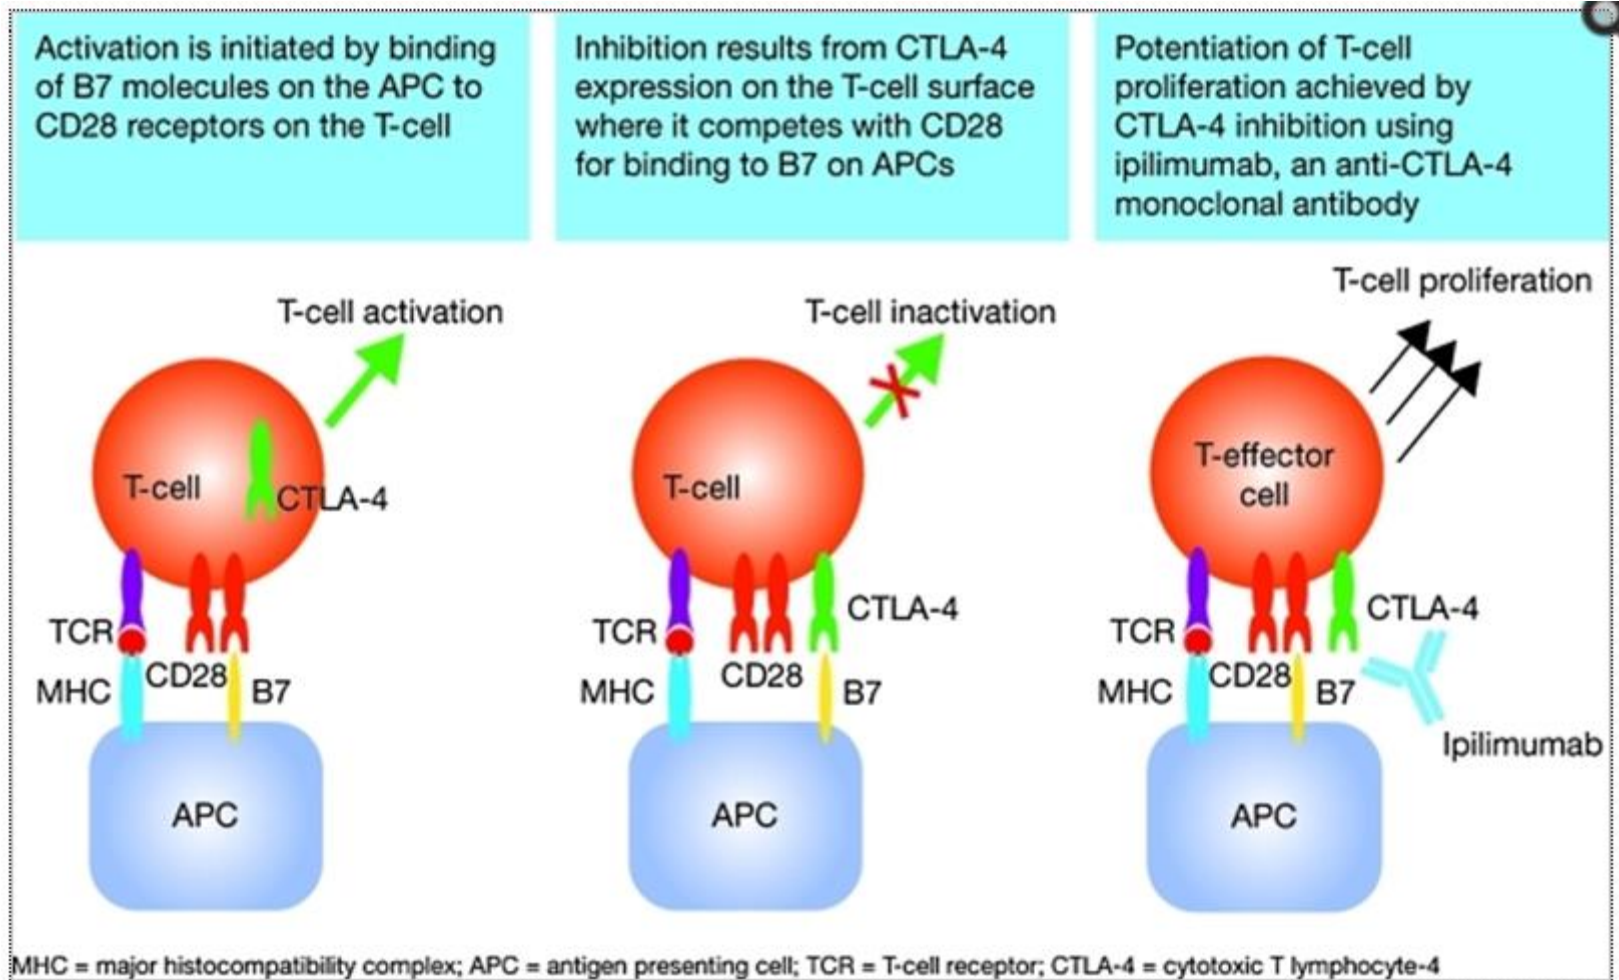 Activation is initiated by binding
of B7 molecules on the APC to
CD28 receptors on the T-cell
Inhibition results from CTLA-4
expression on the T-cell surface
where it competes with CD28
for binding to B7 on APCs
Potentiation of T-cell
proliferation achieved by
CTLA-4 inhibition using
ipilimumab, an anti-CTLA-4
monoclonal antibody
T-cell activation
T-cell
CTLA-4
TCR
CD28
MHC
B7
APC
T-cell inactivation
T-cell
CTLA-4
TCR
CD28
MHC
B7
APC
T-cell proliferation
T-effector
cell
CTLA-4
TCR
CD28
MHC
B7
Ipilimumab
APC
MHC = major histocompatibility complex; APC = antigen presenting cell; TCR = T-cell receptor; CTLA-4 = cytotoxic T lymphocyte-4